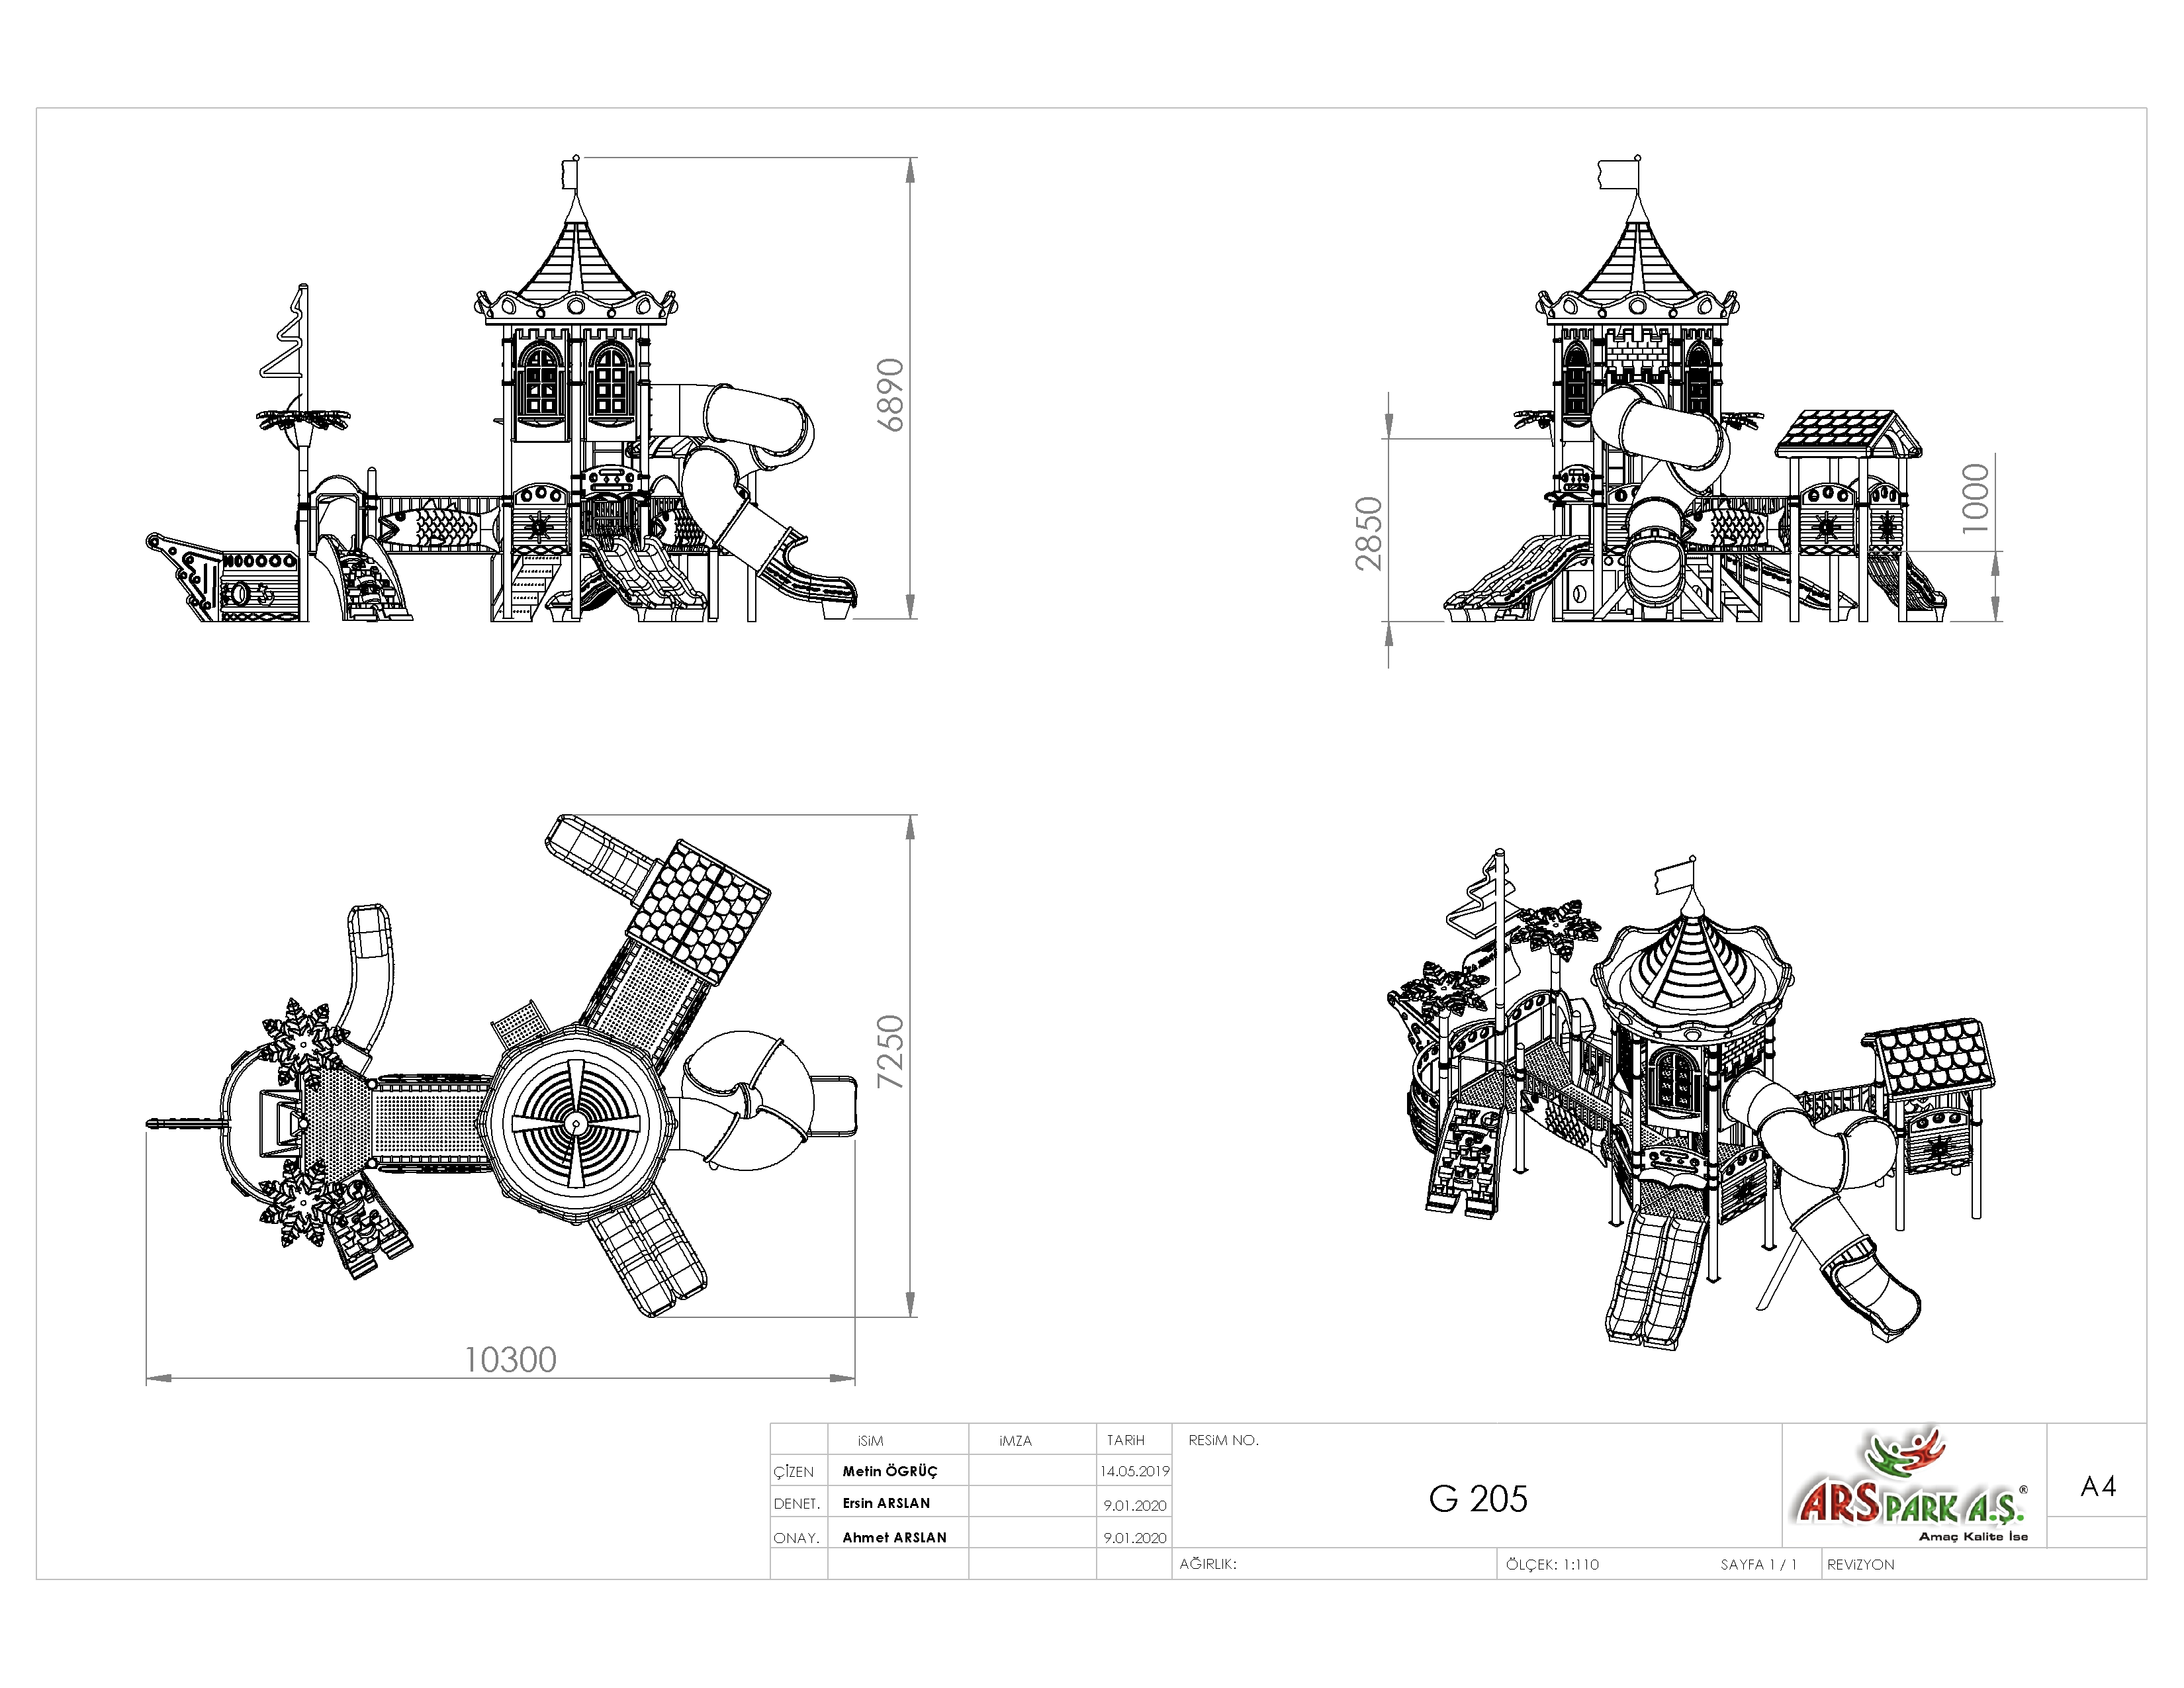 6890
2850
1000
7250
10300
İSİM
İMZA
TARİH
RESİM NO.
ÇİZEN
Metin ÖGRÜÇ
14.05.2019
DENET.
Ersin ARSLAN
9.01.2020
ONAY.
Ahmet ARSLAN
9.01.2020
G 205
ARS PARK A.Ş.®
Amaç Kalite İse
A4
AĞIRLIK:
ÖLÇEK: 1:110
SAYFA 1 / 1
REVİZYON